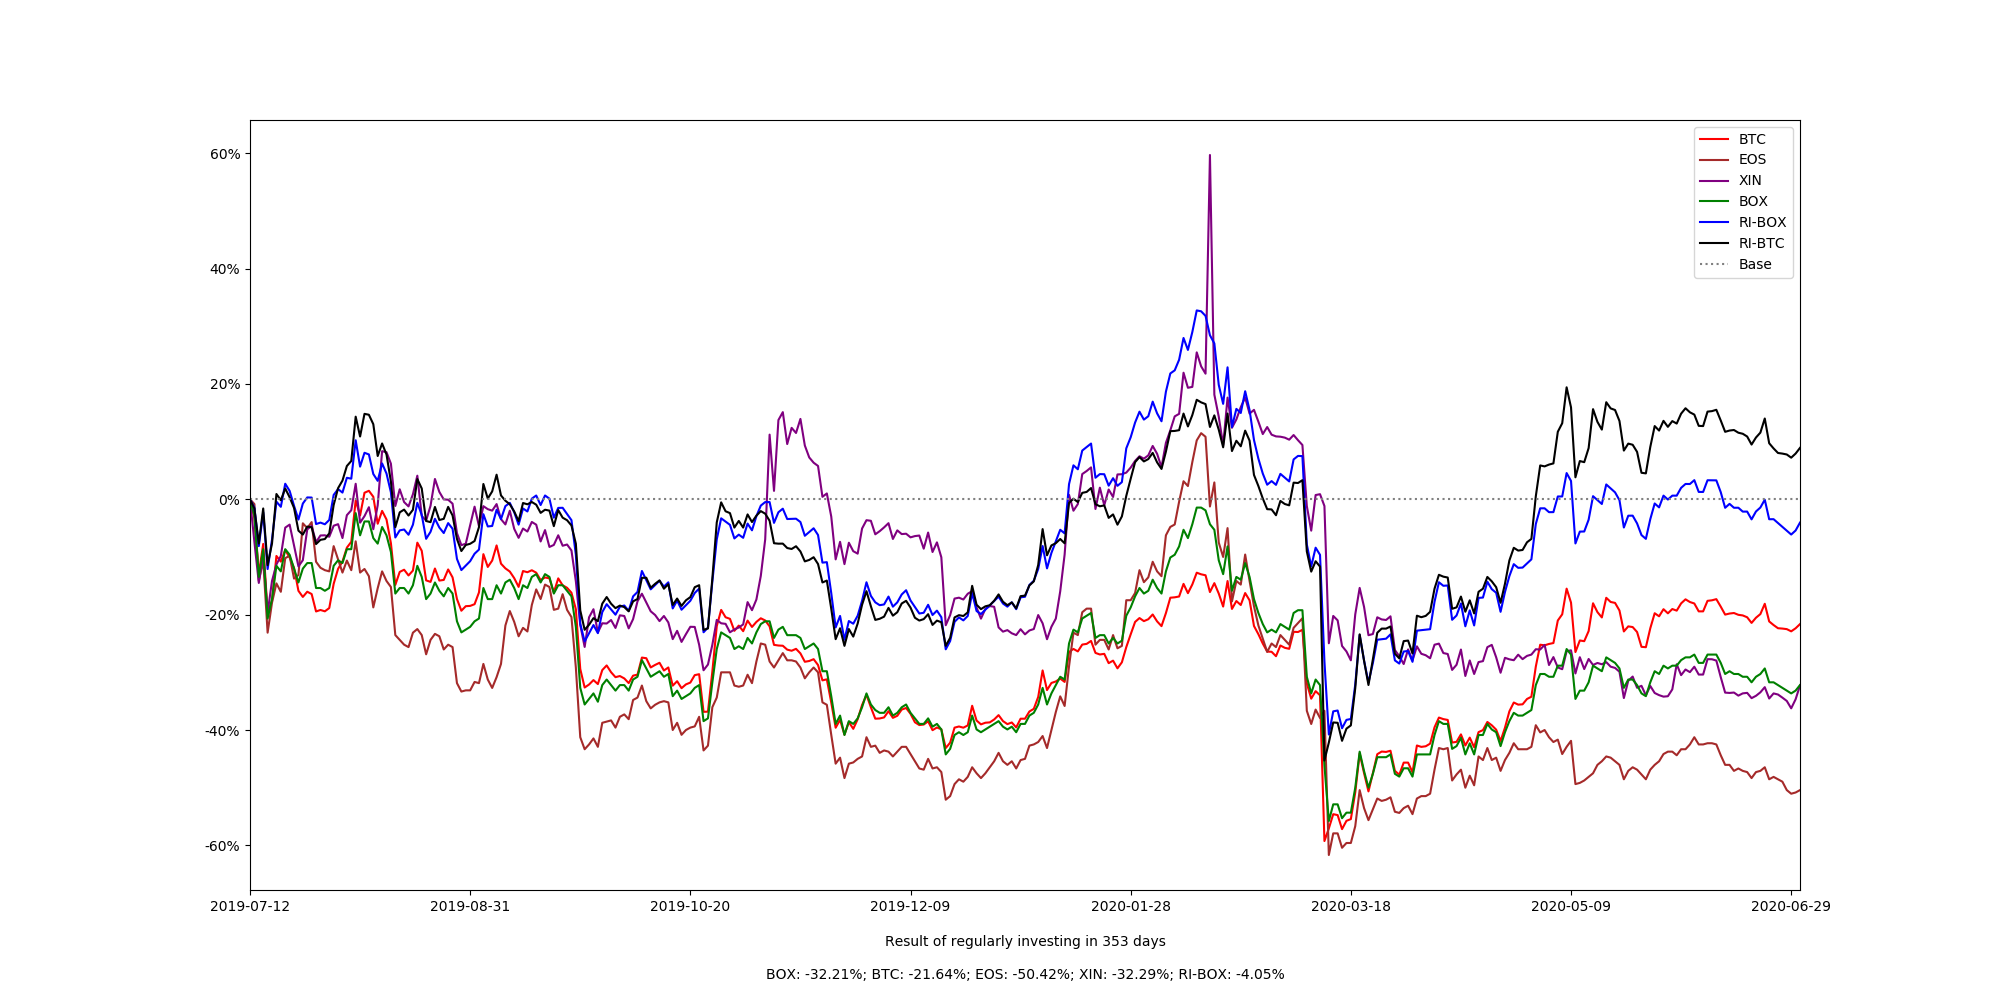 60%
40%
20%
0%
-20%
-40%
-60%
BTC
EOS
XIN
BOX
RI-BOX
RI-BTC
Base
2019-07-12 2019-08-31 2019-10-20 2019-12-09 2020-01-28 2020-03-18 2020-05-09 2020-06-29
Result of regularly investing in 353 days
BOX: -32.21%; BTC: -21.64%; EOS: -50.42%; XIN: -32.29%; RI-BOX: -4.05%